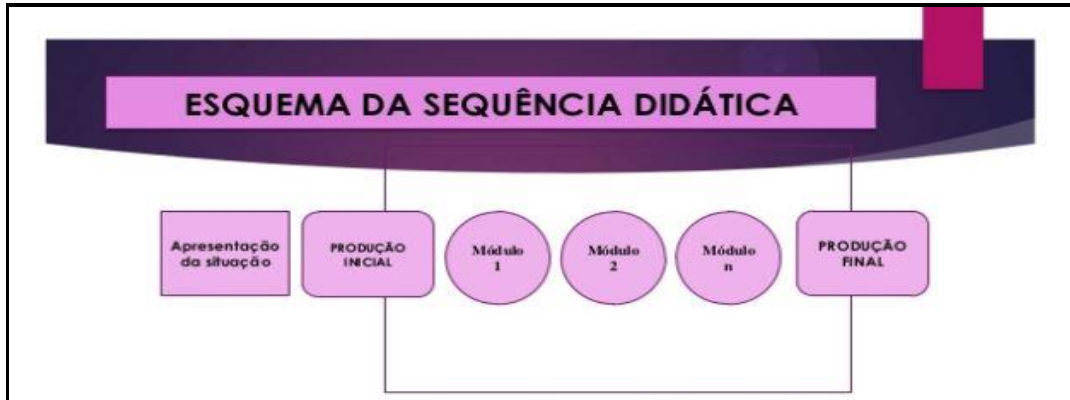 ESQUEMA DA SEQUÊNCIA DIDÁTICA
Apresentação
da situação
PRODUÇÃO
INICIAL
Módulo
1
Módulo
2
Módulo
n
PRODUÇÃO
FINAL